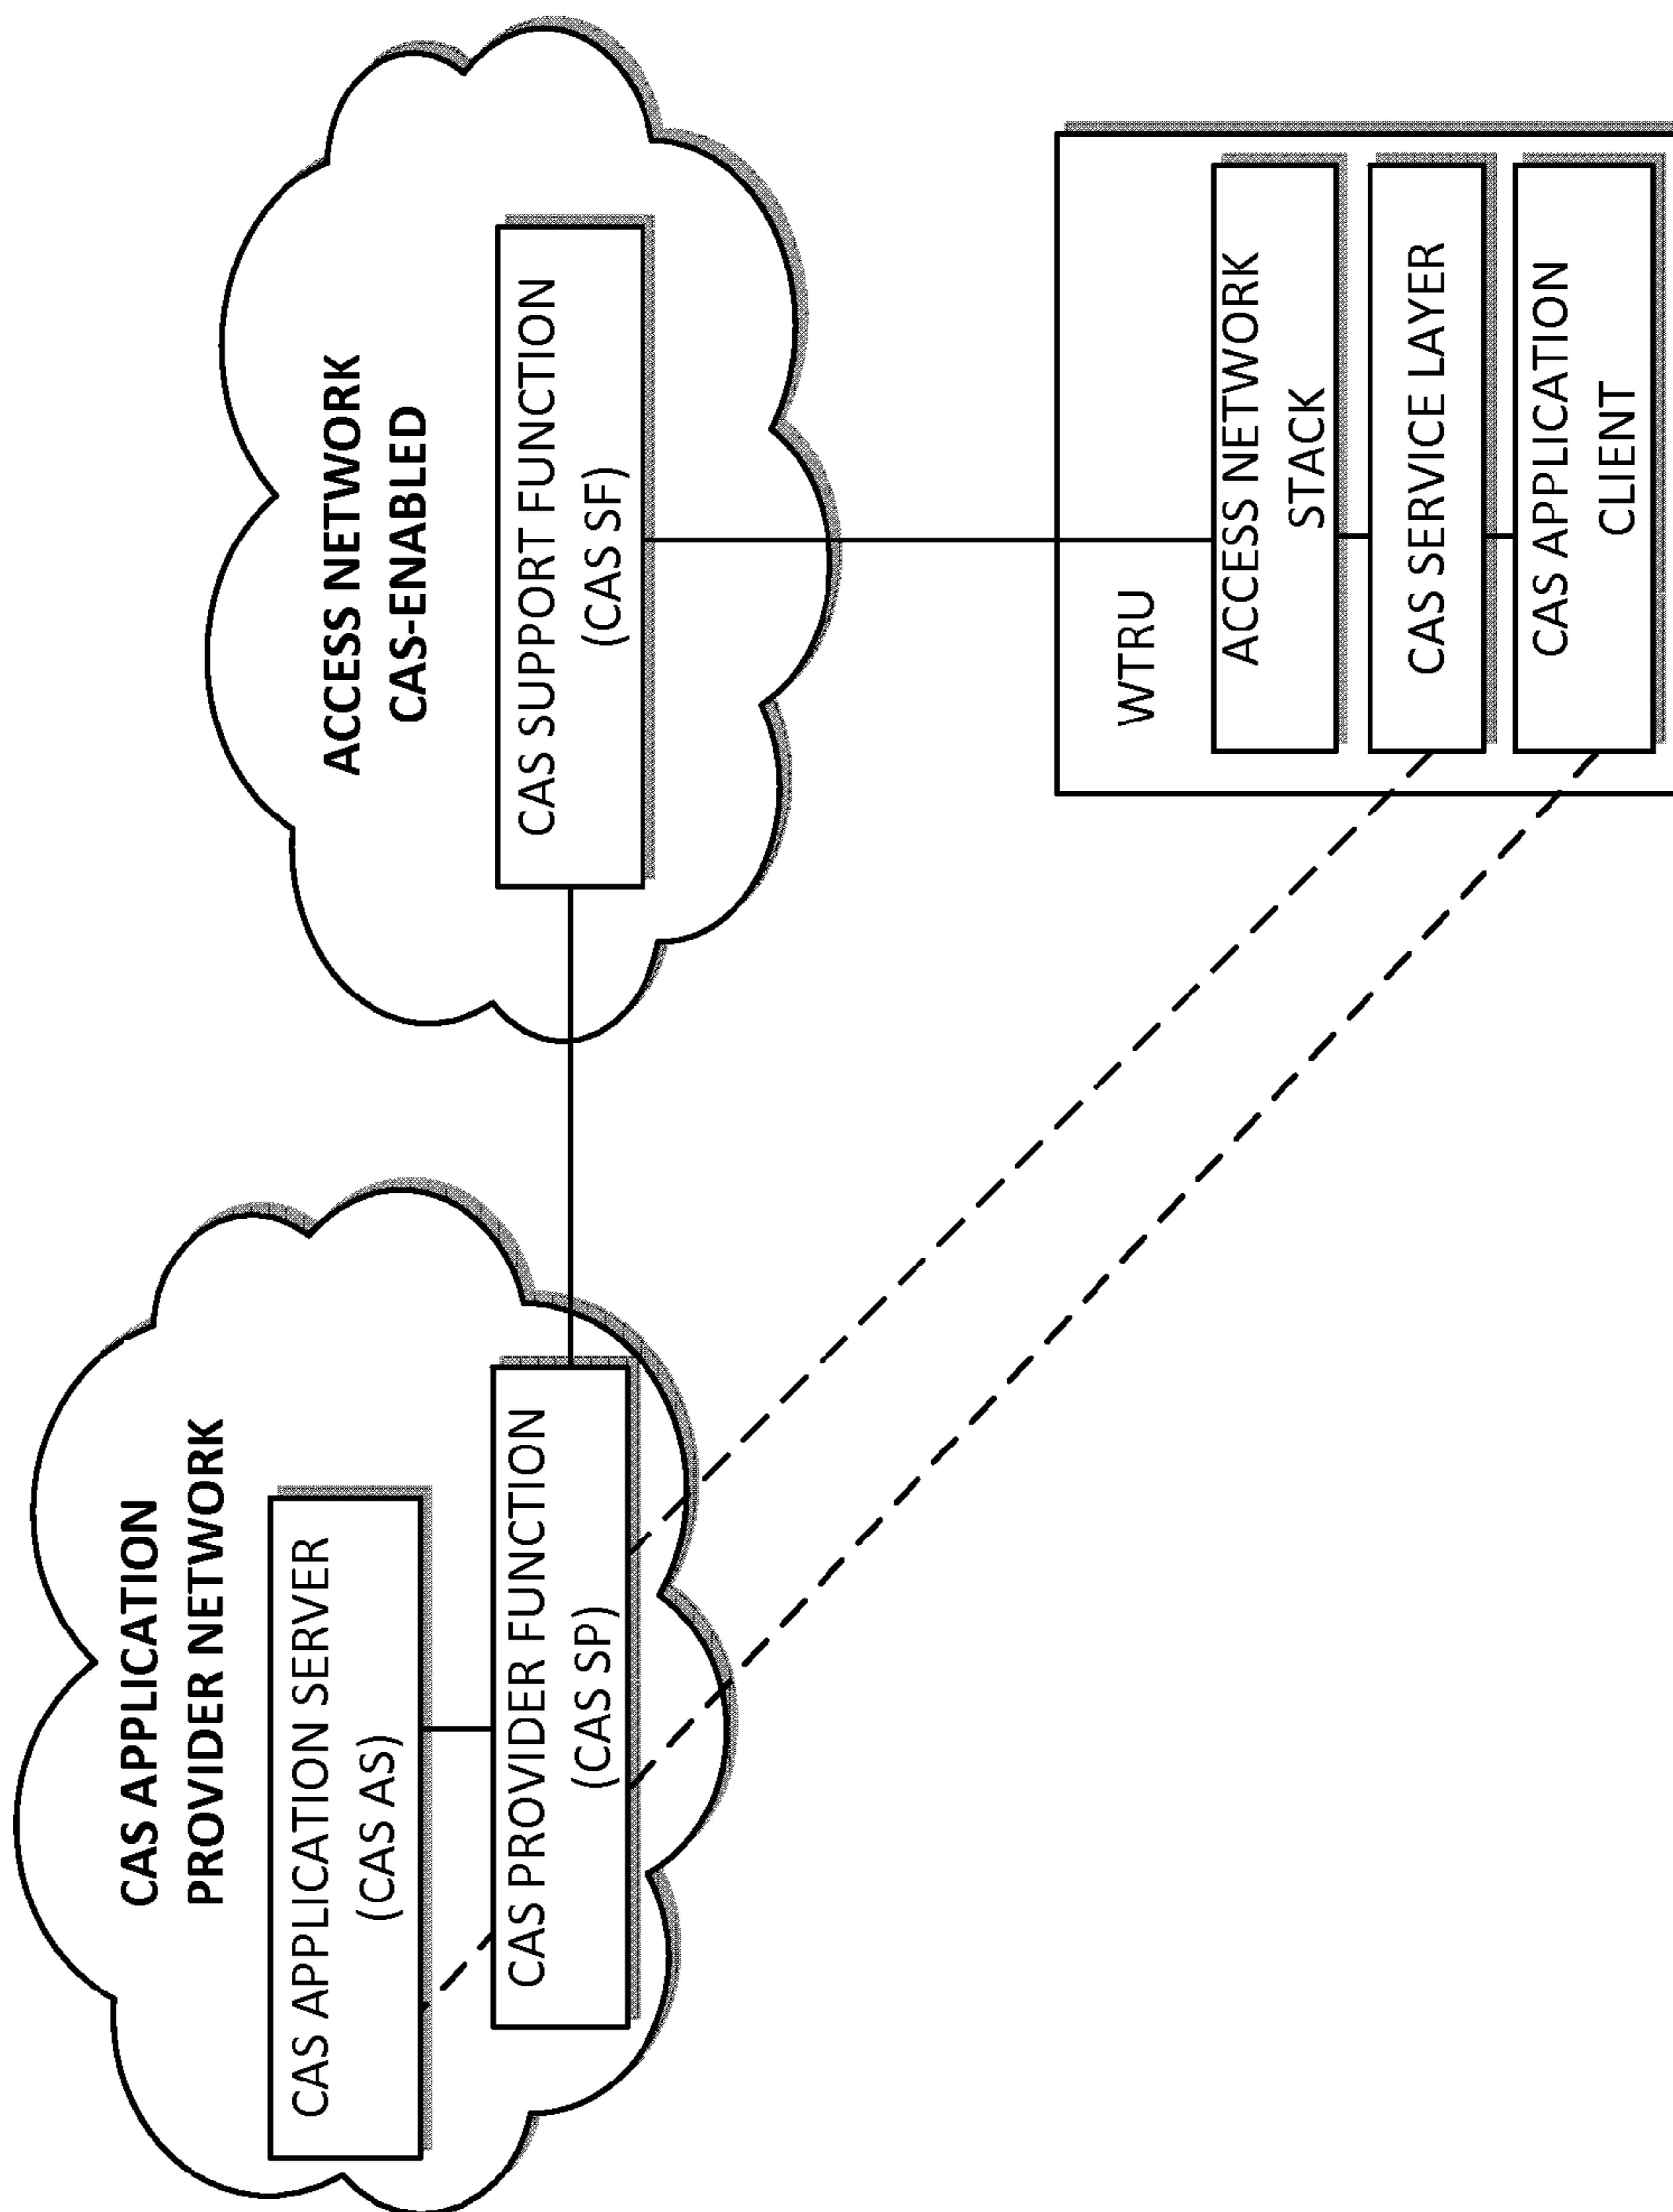 CAS APPLICATION
PROVIDER NETWORK
CAS APPLICATION SERVER
(CAS AS)
CAS PROVIDER FUNCTION
(CAS SP)
ACCESS NETWORK
CAS-ENABLED
CAS SUPPORT FUNCTION
(CAS SF)
WTRU
ACCESS NETWORK
STACK
CAS SERVICE LAYER
CAS APPLICATION
CLIENT